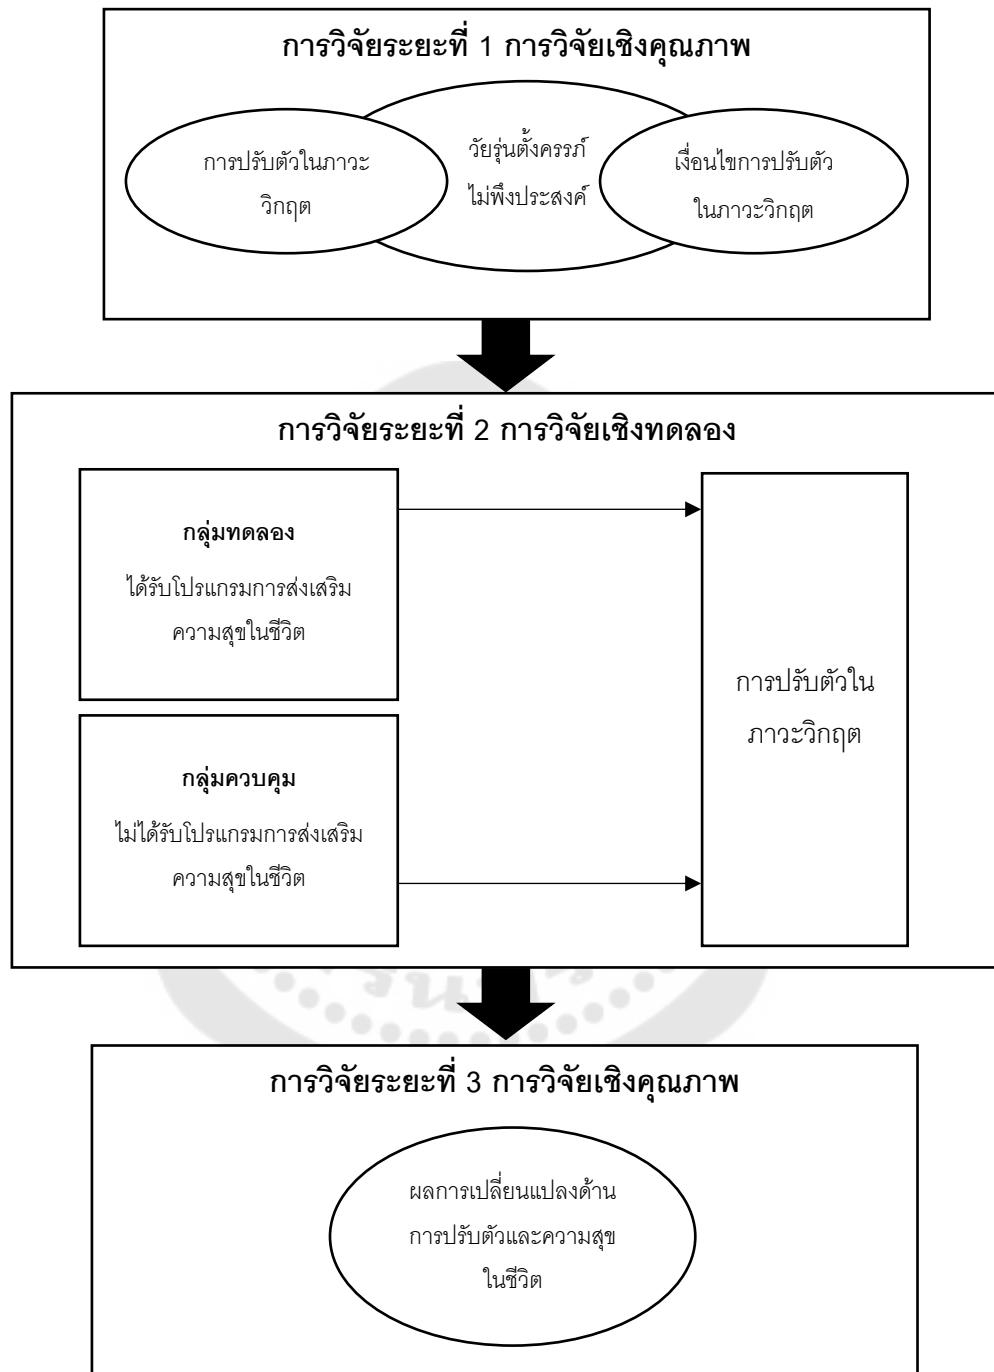 การวิจัยระยะที่ 1 การวิจัยเชิงคุณภาพ
การปรับตัวในภาวะ
วิกฤต
วัยรุ่นตั้งครรภ์
ไม่พึงประสงค์
เงื่อนไขการปรับตัว
ในภาวะวิกฤต
การวิจัยระยะที่ 2 การวิจัยเชิงทดลอง
กลุ่มทดลอง
ได้รับโปรแกรมการส่งเสริม
ความสุขในชีวิต
กลุ่มควบคุม
ไม่ได้รับโปรแกรมการส่งเสริม
ความสุขในชีวิต
การปรับตัวใน
ภาวะวิกฤต
การวิจัยระยะที่ 3 การวิจัยเชิงคุณภาพ
ผลการเปลี่ยนแปลงด้าน
การปรับตัวและความสุข
ในชีวิต